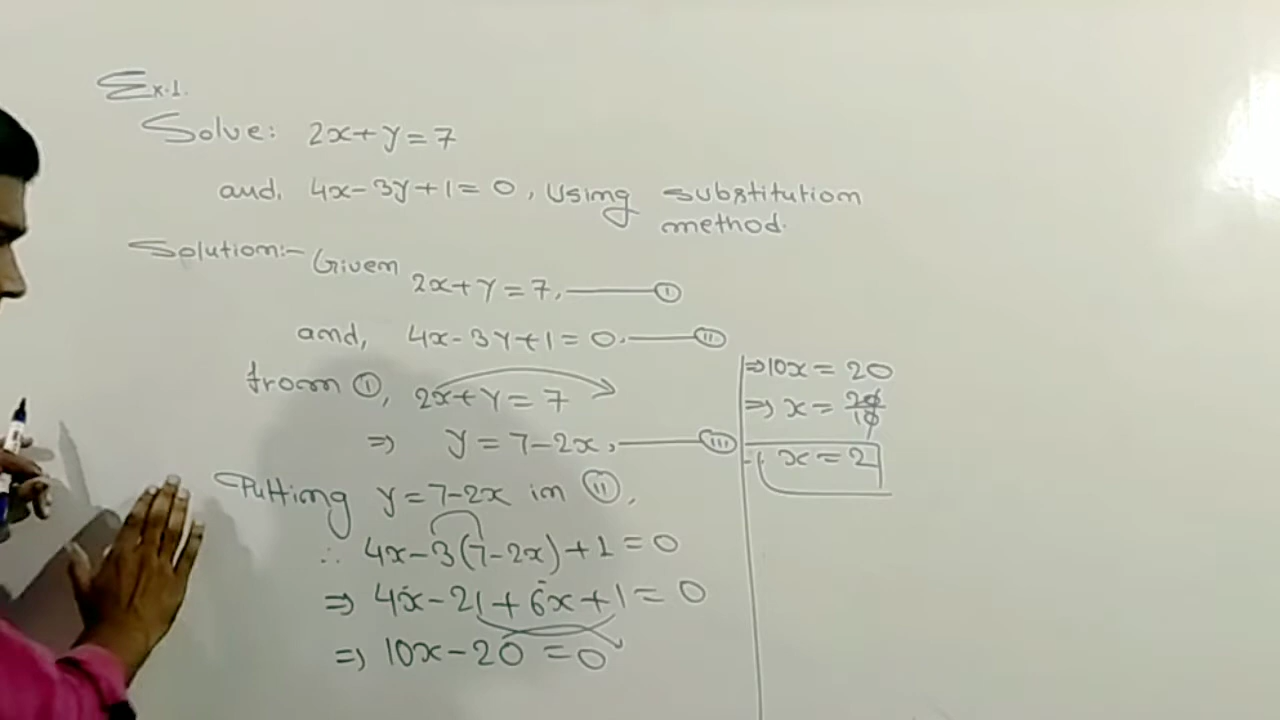 Ex.1.
Solve: 2x+y=7
and, 4x-3y+1=0, Using substitution
method.
Solution:- Given
2x+y=7, ——— (i)
and, 4x-3y+1=0. ——— (ii)
from (i), 2x+y=7
⇒ y=7-2x, ——— (iii)
Putting y=7-2x in (ii),
∴ 4x-3(7-2x)+1=0
⇒ 4x-21+6x+1=0
⇒ 10x-20=0
⇒ 10x=20
⇒ x=20/10
∴ x=2